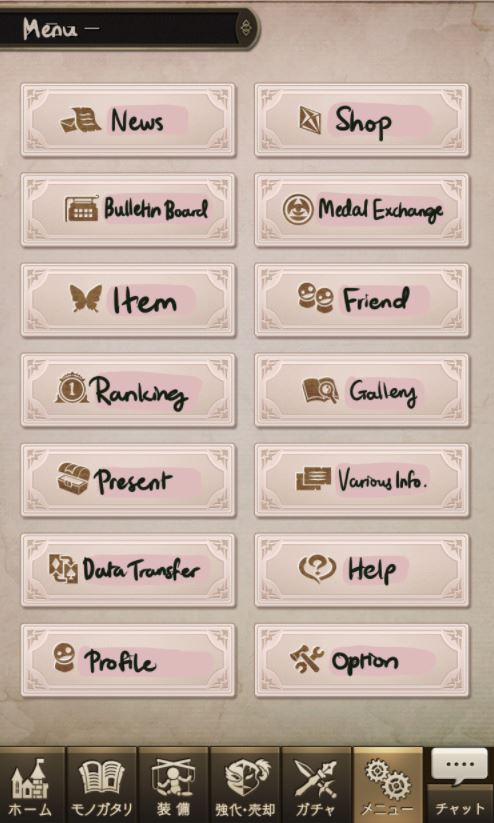 Menu
News
Shop
Bulletin Board
Medal Exchange
Item
Friend
1
Ranking
Gallery
Present
Various Info.
Data Transfer
? Help
Profile
Option
ホーム モノガタリ 装備 強化・売却 ガチャ メニュー チャット